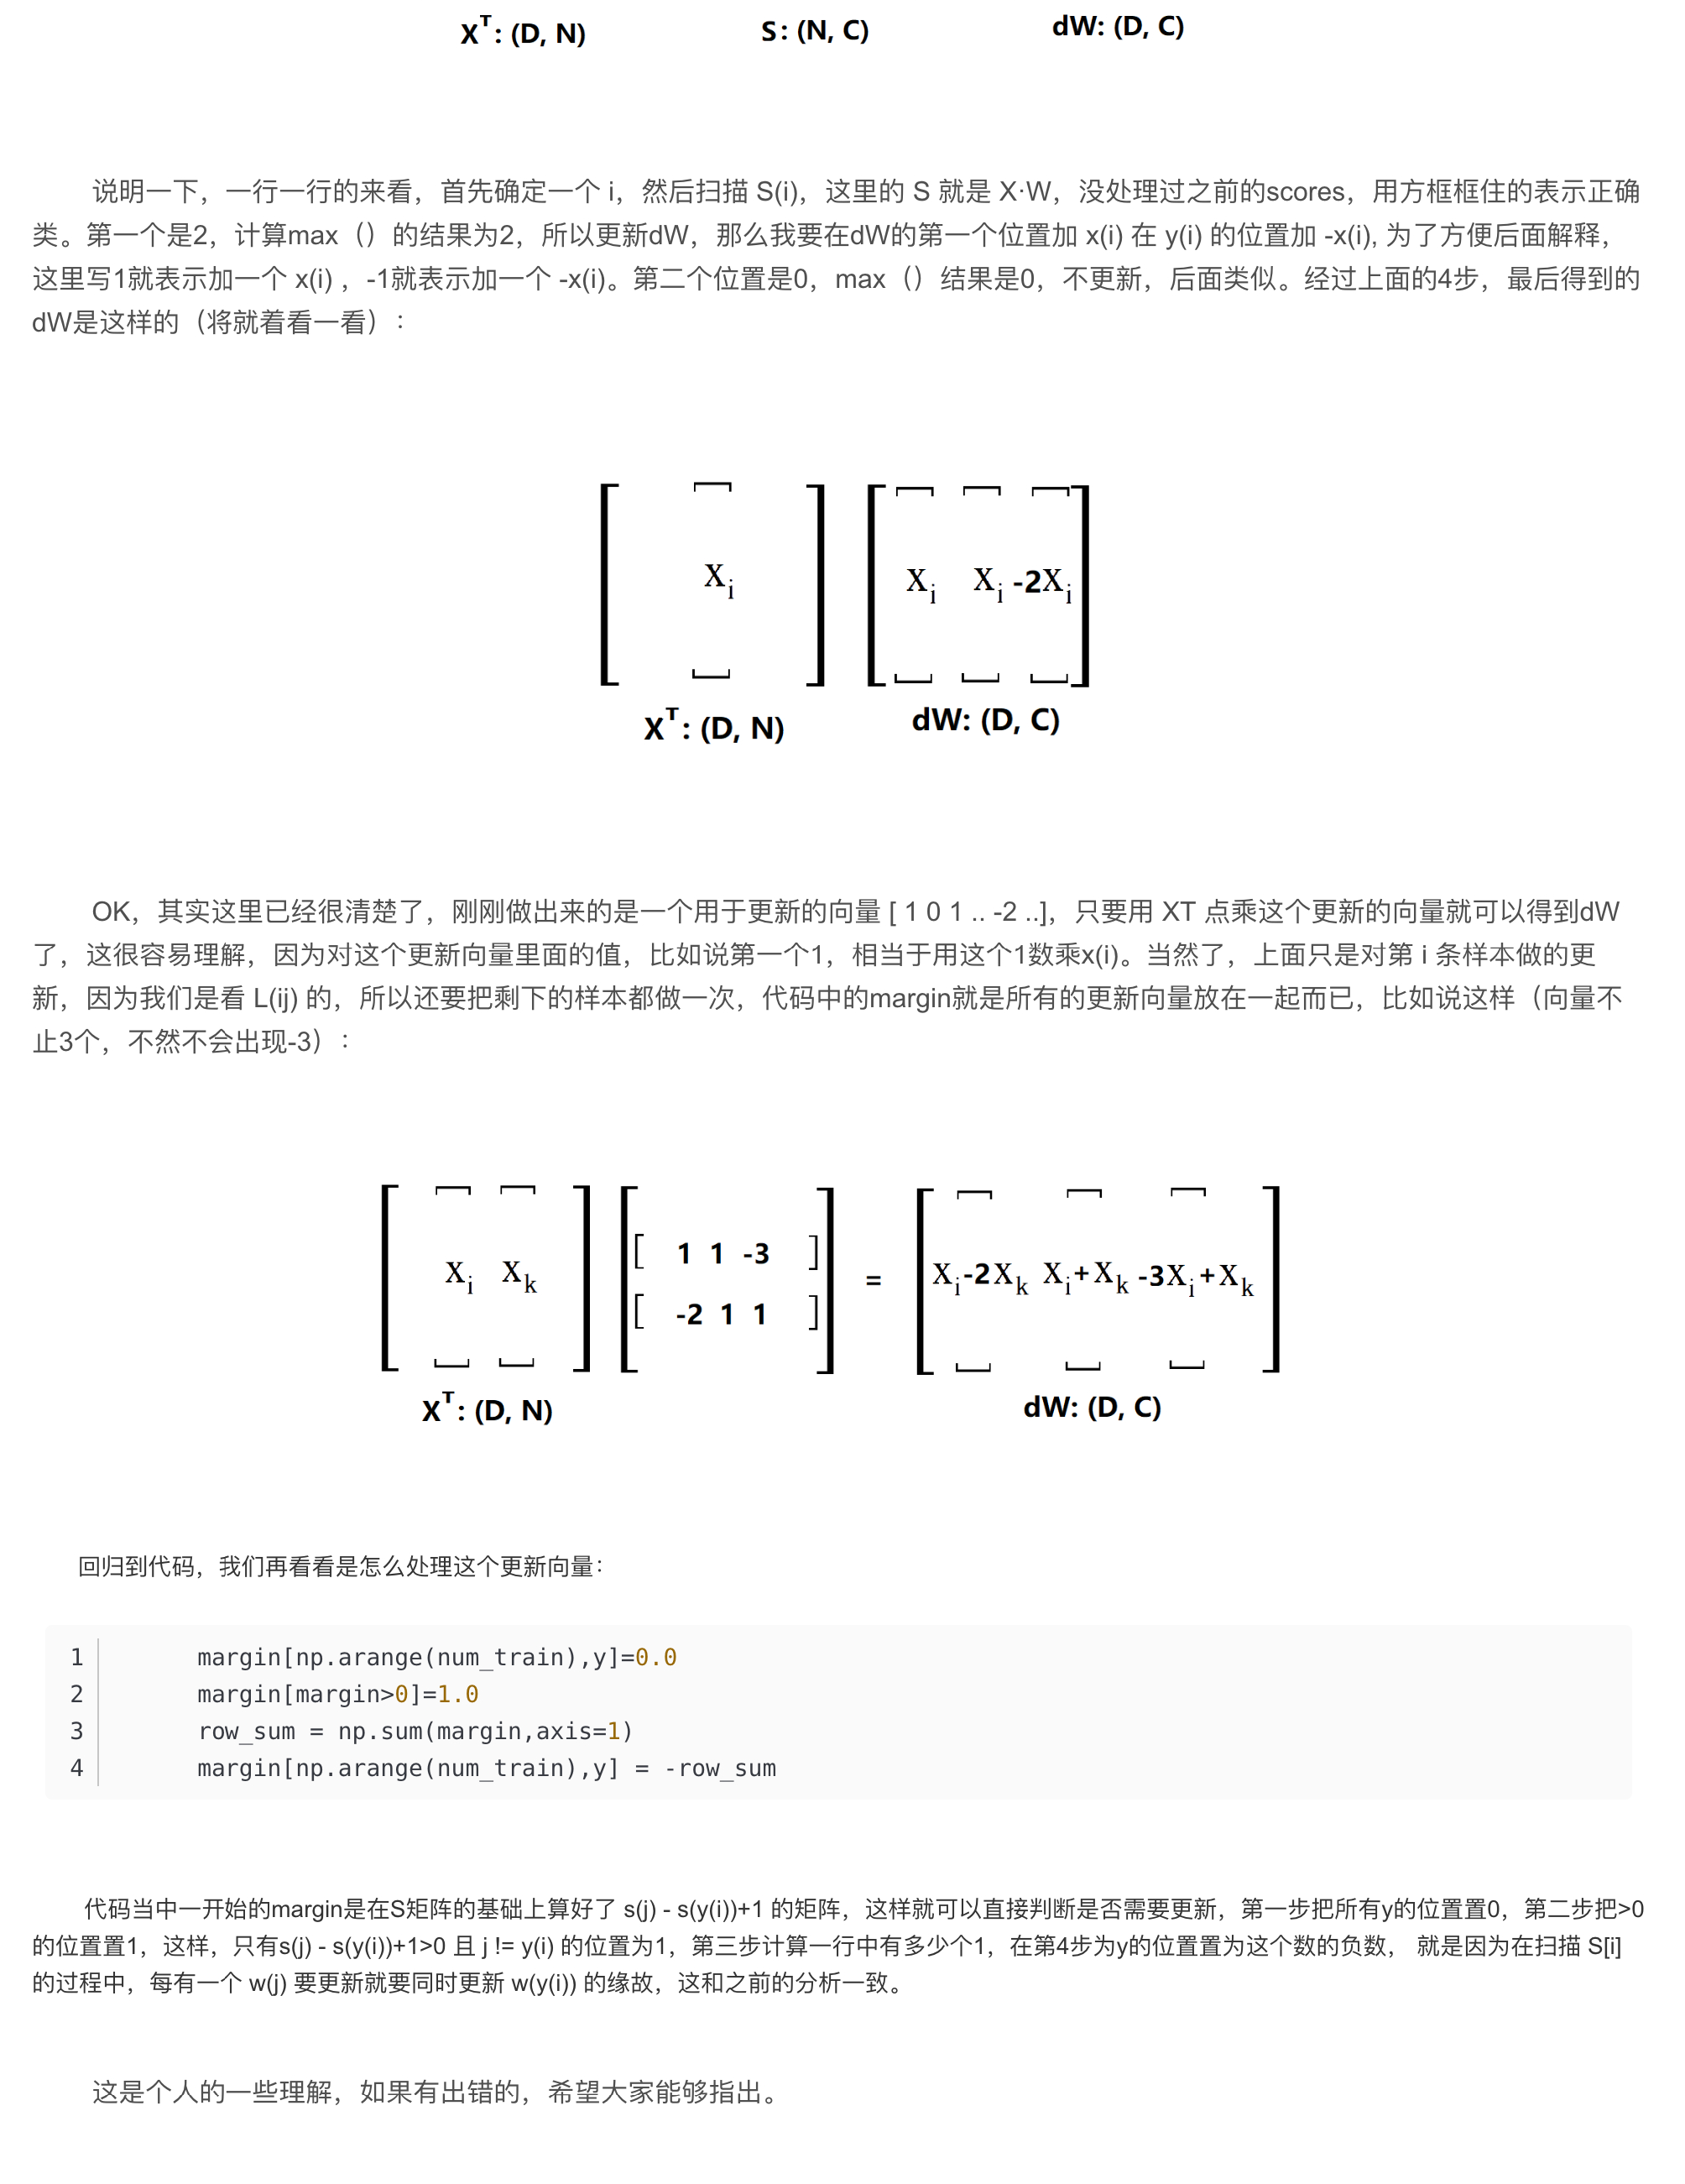 X^T: (D, N) S: (N, C) dW: (D, C)
说明一下，一行一行的来看，首先确定一个 i，然后扫描 S(i)，这里的 S 就是 X·W，没处理过之前的scores，用方框框住的表示正确
类。第一个是2，计算max（）的结果为2，所以更新dW，那么我要在dW的第一个位置加 x(i) 在 y(i) 的位置加 -x(i), 为了方便后面解释，
这里写1就表示加一个 x(i) ，-1就表示加一个 -x(i)。第二个位置是0，max（）结果是0，不更新，后面类似。经过上面的4步，最后得到的
dW是这样的（将就着看一看）：
x_i x_i x_i -2x_i
X^T: (D, N) dW: (D, C)
OK，其实这里已经很清楚了，刚刚做出来的是一个用于更新的向量 [ 1 0 1 .. -2 ..]，只要用 XT 点乘这个更新的向量就可以得到dW
了，这很容易理解，因为对这个更新向量里面的值，比如说第一个1，相当于用这个1数乘x(i)。当然了，上面只是对第 i 条样本做的更
新，因为我们是看 L(ij) 的，所以还要把剩下的样本都做一次，代码中的margin就是所有的更新向量放在一起而已，比如说这样（向量不
止3个，不然不会出现-3）：
[ 1 1 -3 ]
x_i x_k = x_i-2x_k x_i+x_k -3x_i+x_k
[ -2 1 1 ]
X^T: (D, N) dW: (D, C)
回归到代码，我们再看看是怎么处理这个更新向量：
1 margin[np.arange(num_train),y]=0.0
2 margin[margin>0]=1.0
3 row_sum = np.sum(margin,axis=1)
4 margin[np.arange(num_train),y] = -row_sum
代码当中一开始的margin是在S矩阵的基础上算好了 s(j) - s(y(i))+1 的矩阵，这样就可以直接判断是否需要更新，第一步把所有y的位置置0，第二步把>0
的位置置1，这样，只有s(j) - s(y(i))+1>0 且 j != y(i) 的位置为1，第三步计算一行中有多少个1，在第4步为y的位置置为这个数的负数， 就是因为在扫描 S[i]
的过程中，每有一个 w(j) 要更新就要同时更新 w(y(i)) 的缘故，这和之前的分析一致。
这是个人的一些理解，如果有出错的，希望大家能够指出。